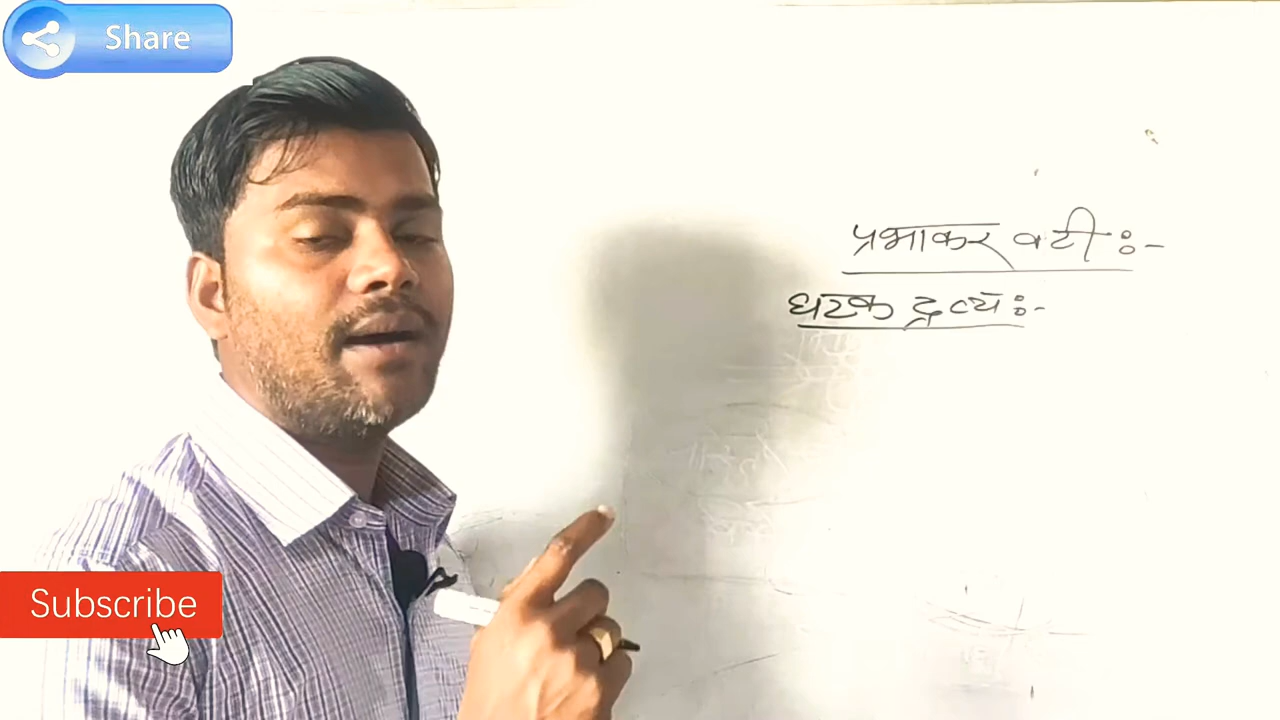 Share
प्रभाकर वटी :-
घटक द्रव्य :-
Subscribe